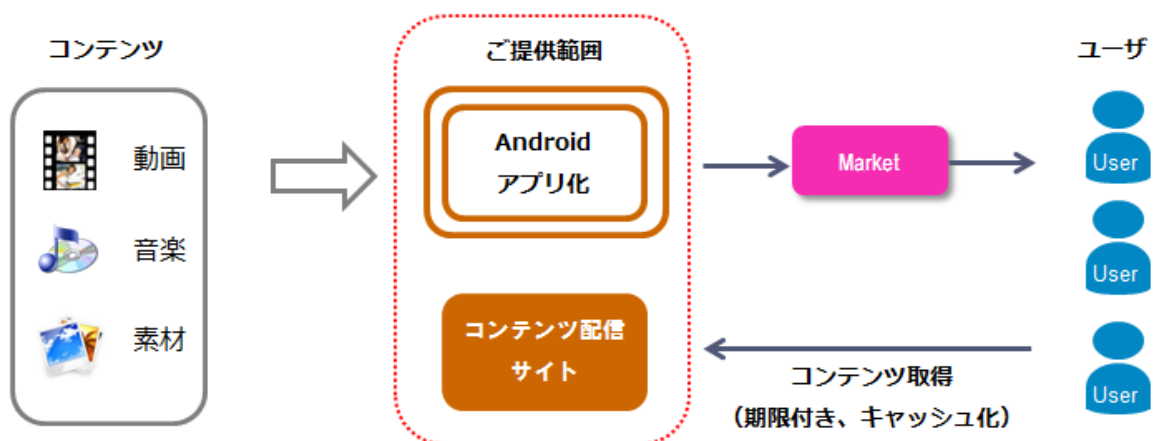 コンテンツ
動画
音楽
素材
ご提供範囲
Android
アプリ化
コンテンツ配信
サイト
Market
コンテンツ取得
（期限付き、キャッシュ化）
ユーザ
User
User
User